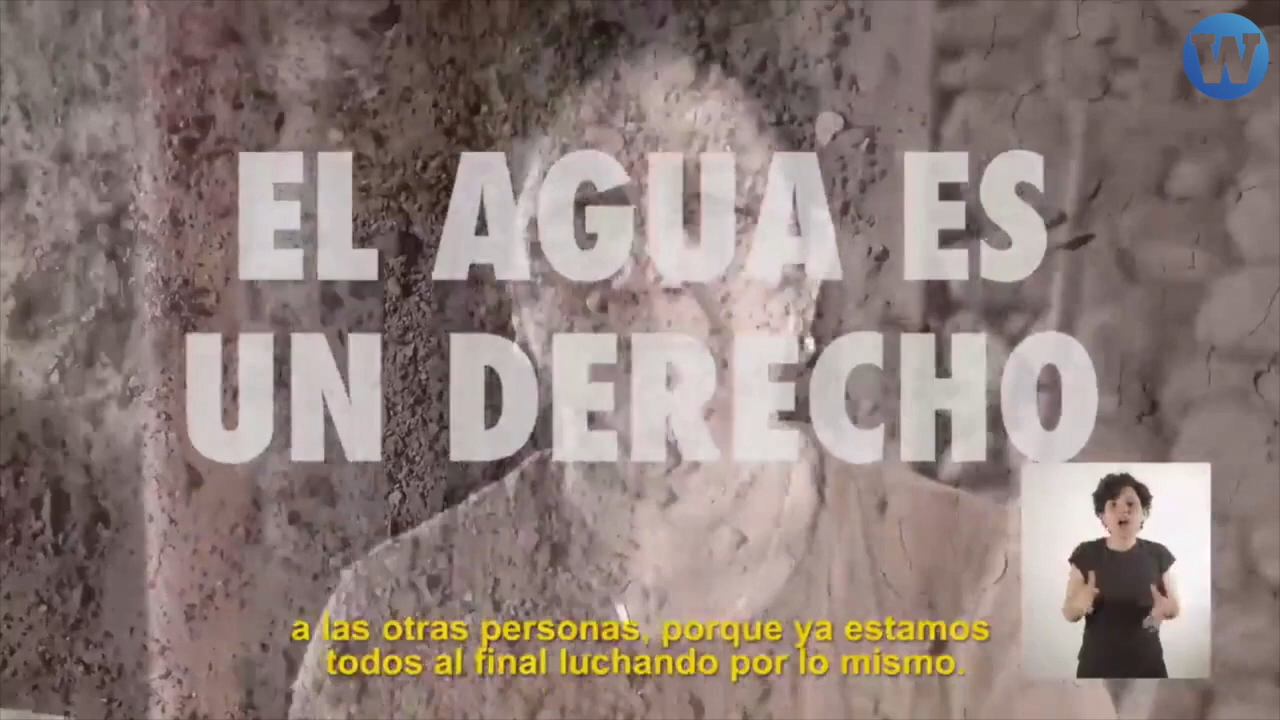 W
EL AGUA ES
UN DERECHO
a las otras personas, porque ya estamos
todos al final luchando por lo mismo.